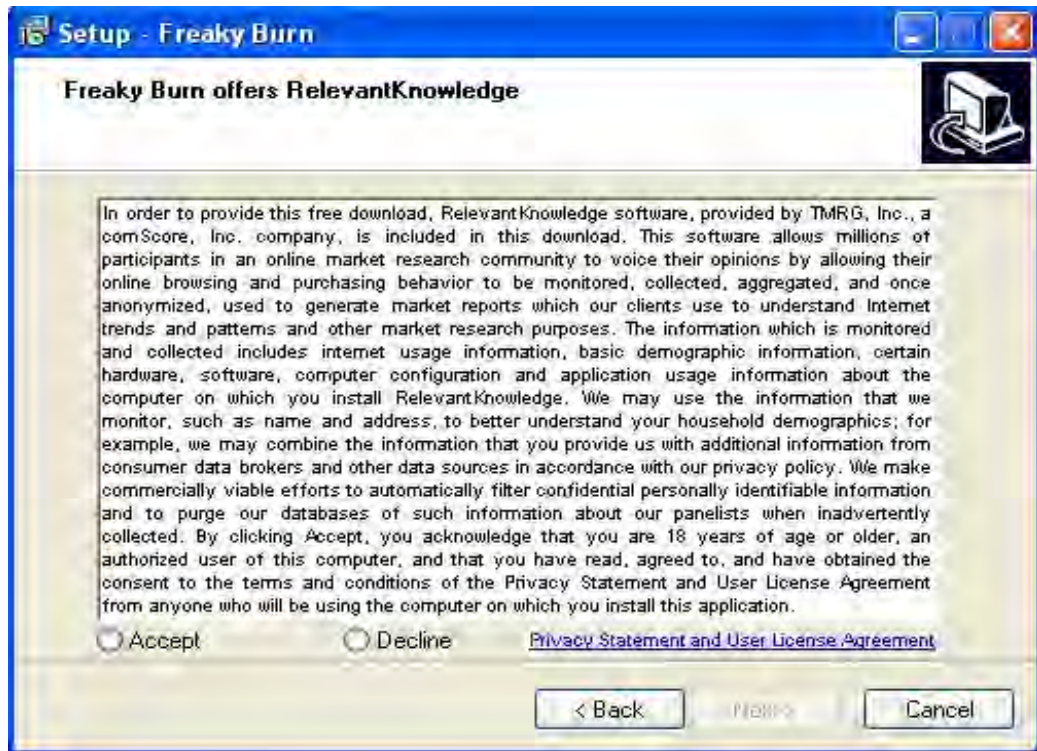 Setup - Freaky Burn
Freaky Burn offers RelevantKnowledge
In order to provide this free download, RelevantKnowledge software, provided by TMRG, Inc., a
comScore, Inc. company, is included in this download. This software allows millions of
participants in an online market research community to voice their opinions by allowing their
online browsing and purchasing behavior to be monitored, collected, aggregated, and once
anonymized, used to generate market reports which our clients use to understand Internet
trends and patterns and other market research purposes. The information which is monitored
and collected includes internet usage information, basic demographic information, certain
hardware, software, computer configuration and application usage information about the
computer on which you install RelevantKnowledge. We may use the information that we
monitor, such as name and address, to better understand your household demographics; for
example, we may combine the information that you provide us with additional information from
consumer data brokers and other data sources in accordance with our privacy policy. We make
commercially viable efforts to automatically filter confidential personally identifiable information
and to purge our databases of such information about our panelists when inadvertently
collected. By clicking Accept, you acknowledge that you are 18 years of age or older, an
authorized user of this computer, and that you have read, agreed to, and have obtained the
consent to the terms and conditions of the Privacy Statement and User License Agreement
from anyone who will be using the computer on which you install this application.
Accept Decline Privacy Statement and User License Agreement
< Back Next > Cancel